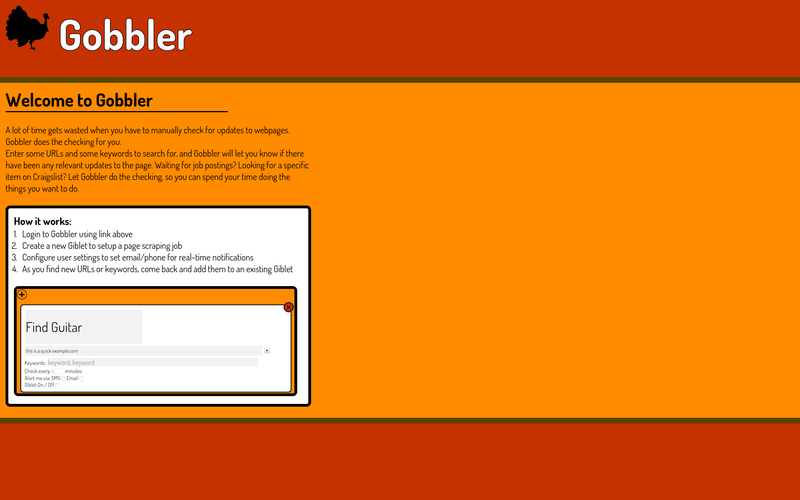 Gobbler
Welcome to Gobbler
A lot of time gets wasted when you have to manually check for updates to webpages.
Gobbler does the checking for you.
Enter some URLs and some keywords to search for, and Gobbler will let you know if there
have been any relevant updates to the page. Waiting for job postings? Looking for a specific
item on Craigslist? Let Gobbler do the checking, so you can spend your time doing the
things you want to do.
How it works:
1. Login to Gobbler using link above
2. Create a new Giblet to setup a page scraping job
3. Configure user settings to set email/phone for real-time notifications
4. As you find new URLs or keywords, come back and add them to an existing Giblet
Find Guitar
this is a quick example.com
Keywords: keyword, keyword
Check every: minutes
Alert me via: SMS Email
Giblet On / Off